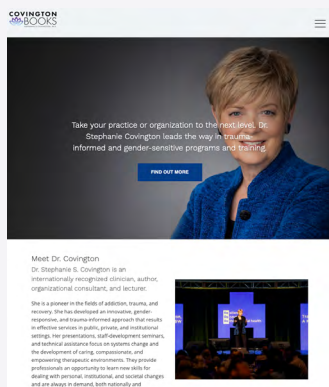 COVINGTON
BOOKS
Take your practice or organization to the next level. Dr.
Stephanie Covington leads the way in trauma-
informed and gender-sensitive programs and training.
FIND OUT MORE
Meet Dr. Covington
Dr. Stephanie S. Covington is an
internationally recognized clinician, author,
organizational consultant, and lecturer.
She is a pioneer in the fields of addiction, trauma, and
recovery. She has developed an innovative, gender-
responsive, and trauma-informed approach that results
in effective services in public, private, and institutional
settings. Her presentations, staff-development seminars,
and technical assistance focus on systems change and
the development of caring, compassionate, and
empowering therapeutic environments. They provide
professionals an opportunity to learn new skills for
dealing with personal, institutional, and societal changes
and are always in demand, both nationally and